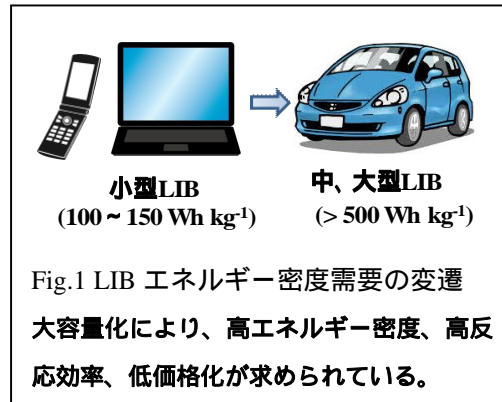 小型LIB
(100 ~ 150 Wh kg-1)
中、大型LIB
(> 500 Wh kg-1)
Fig.1 LIB エネルギー密度需要の変遷
大容量化により、高エネルギー密度、高反
応効率、低価格化が求められている。